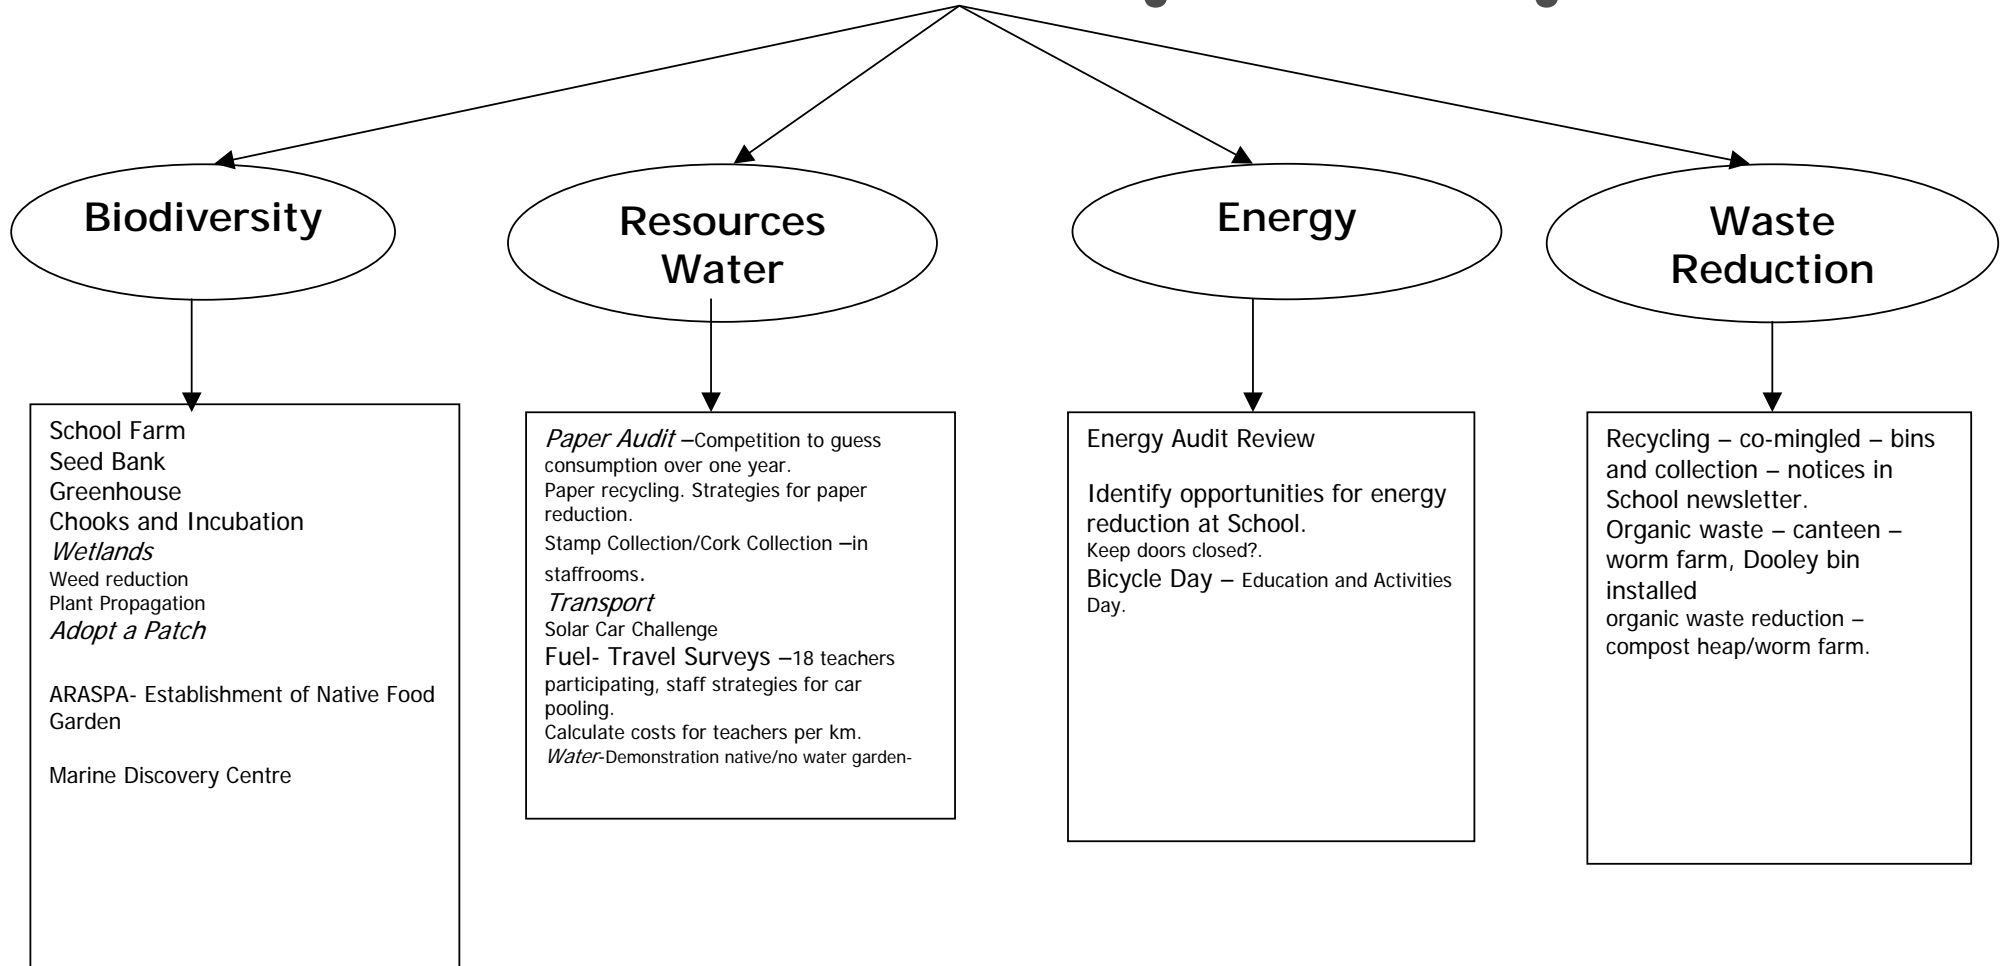 Biodiversity
Resources
Water
Energy
Waste
Reduction
School Farm
Seed Bank
Greenhouse
Chooks and Incubation
Wetlands
Weed reduction
Plant Propagation
Adopt a Patch
ARASPA- Establishment of Native Food
Garden
Marine Discovery Centre
Paper Audit –Competition to guess
consumption over one year.
Paper recycling. Strategies for paper
reduction.
Stamp Collection/Cork Collection –in
staffrooms.
Transport
Solar Car Challenge
Fuel- Travel Surveys –18 teachers
participating, staff strategies for car
pooling.
Calculate costs for teachers per km.
Water-Demonstration native/no water garden-
Energy Audit Review
Identify opportunities for energy
reduction at School.
Keep doors closed?.
Bicycle Day – Education and Activities
Day.
Recycling – co-mingled – bins
and collection – notices in
School newsletter.
Organic waste – canteen –
worm farm, Dooley bin
installed
organic waste reduction –
compost heap/worm farm.